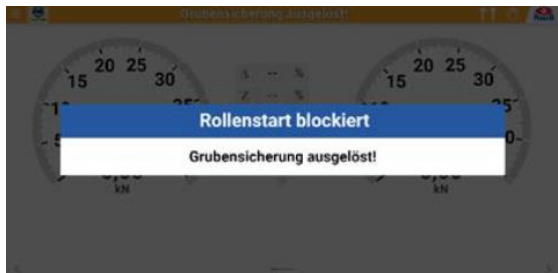 Grubensicherung ausgelöst!
20 25
15 30
20 25
15 30
Δ -- %
Z -- %
Rollenstart blockiert
Grubensicherung ausgelöst!
kN
kN